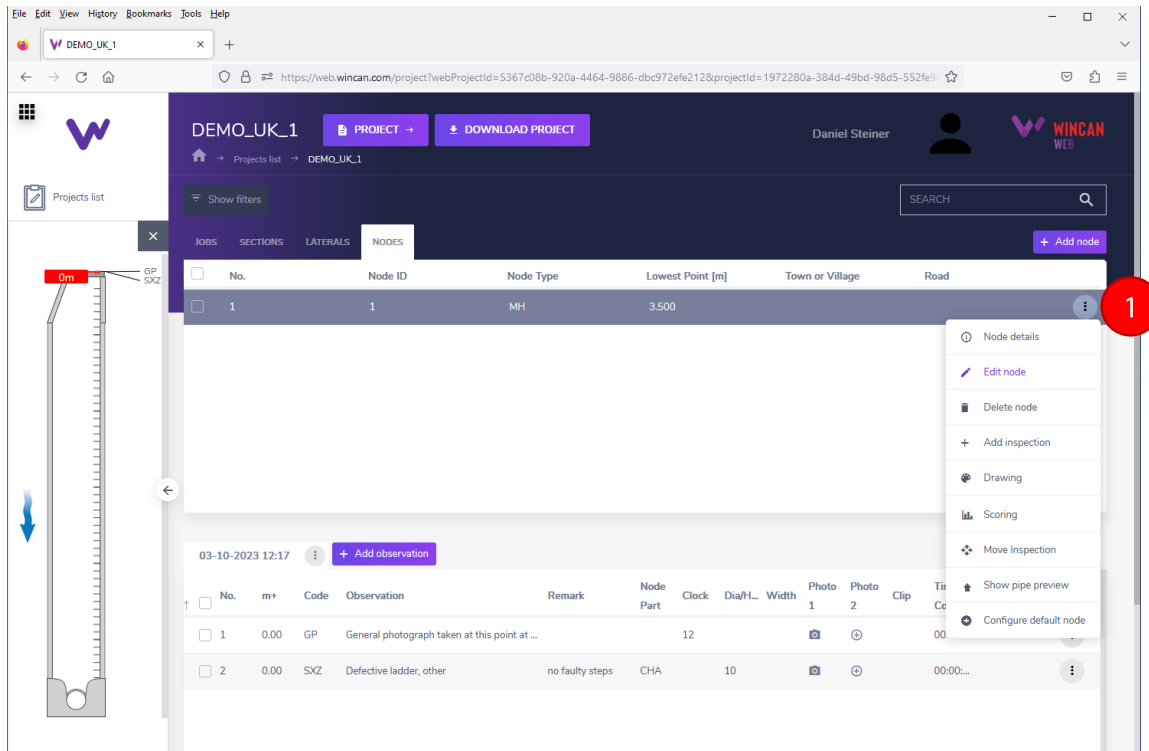 File Edit View History Bookmarks Tools Help
DEMO_UK_1
https://web.wincan.com/project?webProjectId=5367c08b-920a-4464-9886-dbc972efe212&projectId=1972280a-384d-49bd-98d5-552fe9
DEMO_UK_1 PROJECT → DOWNLOAD PROJECT Daniel Steiner WINCAN WEB
→ Projects list → DEMO_UK_1
Projects list
Show filters SEARCH
JOBS SECTIONS LATERALS NODES + Add node
No. Node ID Node Type Lowest Point [m] Town or Village Road
1 1 MH 3.500
1
0m
GP
SXZ
Node details
Edit node
Delete node
Add inspection
Drawing
Scoring
Move Inspection
Show pipe preview
Configure default node
03-10-2023 12:17 + Add observation
↑ No. m+ Code Observation Remark Node Part Clock Dia/H... Width Photo 1 Photo 2 Clip
1 0.00 GP General photograph taken at this point at ... 12 00:
2 0.00 SXZ Defective ladder, other no faulty steps CHA 10 00:00:...